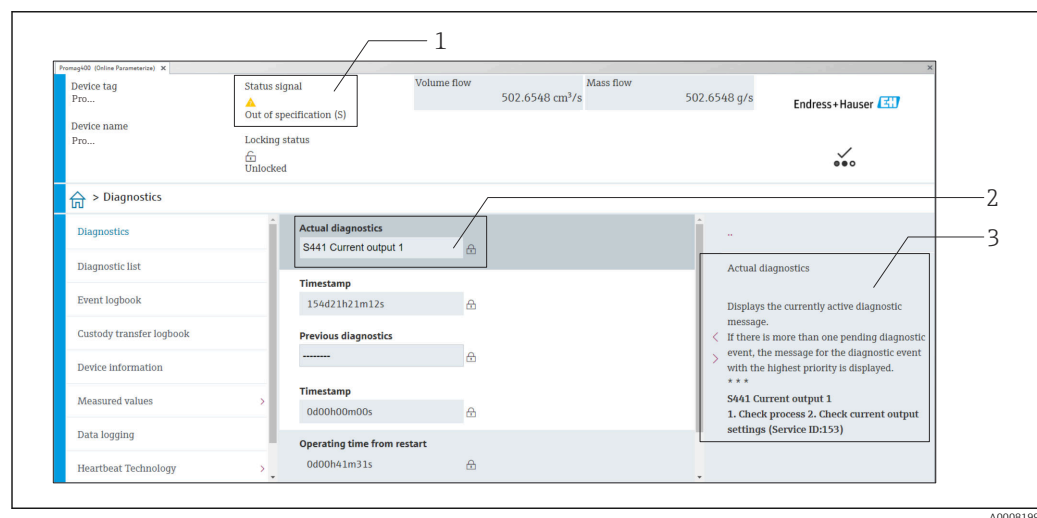 1
Promag400 (Online Parameterize) ×
×
Device tag
Pro...
Device name
Pro...
Status signal
Out of specification (S)
Locking status
Unlocked
Volume flow
502.6548 cm³/s
Mass flow
502.6548 g/s
Endress+Hauser EH
> Diagnostics
2
3
Diagnostics
Diagnostic list
Event logbook
Custody transfer logbook
Device information
Measured values >
Data logging
Heartbeat Technology >
Actual diagnostics
S441 Current output 1
Timestamp
154d21h21m12s
Previous diagnostics
--------
Timestamp
0d00h00m00s
Operating time from restart
0d00h41m31s
..
Actual diagnostics
Displays the currently active diagnostic
message.
If there is more than one pending diagnostic
event, the message for the diagnostic event
with the highest priority is displayed.
* * *
S441 Current output 1
1. Check process 2. Check current output
settings (Service ID:153)
A0008199